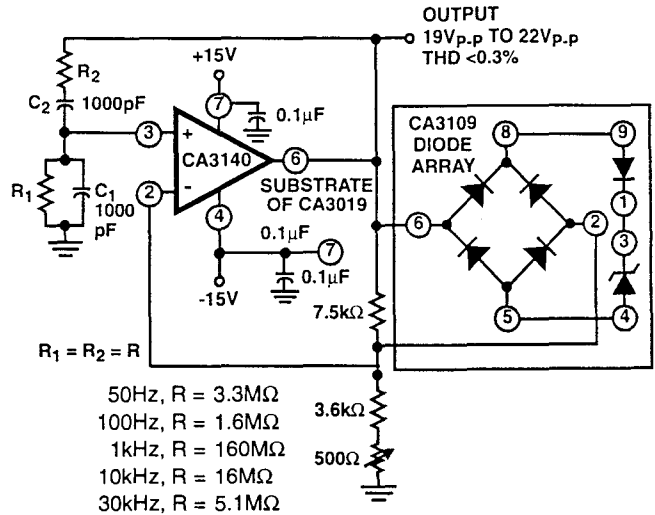 OUTPUT
19Vp-p TO 22Vp-p
THD <0.3%
+15V
R2
C2 1000pF
7
0.1µF
3
+
CA3140
6
2
-
SUBSTRATE
OF CA3019
R1
C1
1000
pF
4
0.1µF
7
0.1µF
-15V
CA3109
DIODE
ARRAY
8
9
6
2
1
3
5
4
7.5kΩ
R1 = R2 = R
50Hz, R = 3.3MΩ
100Hz, R = 1.6MΩ
1kHz, R = 160MΩ
10kHz, R = 16MΩ
30kHz, R = 5.1MΩ
3.6kΩ
500Ω